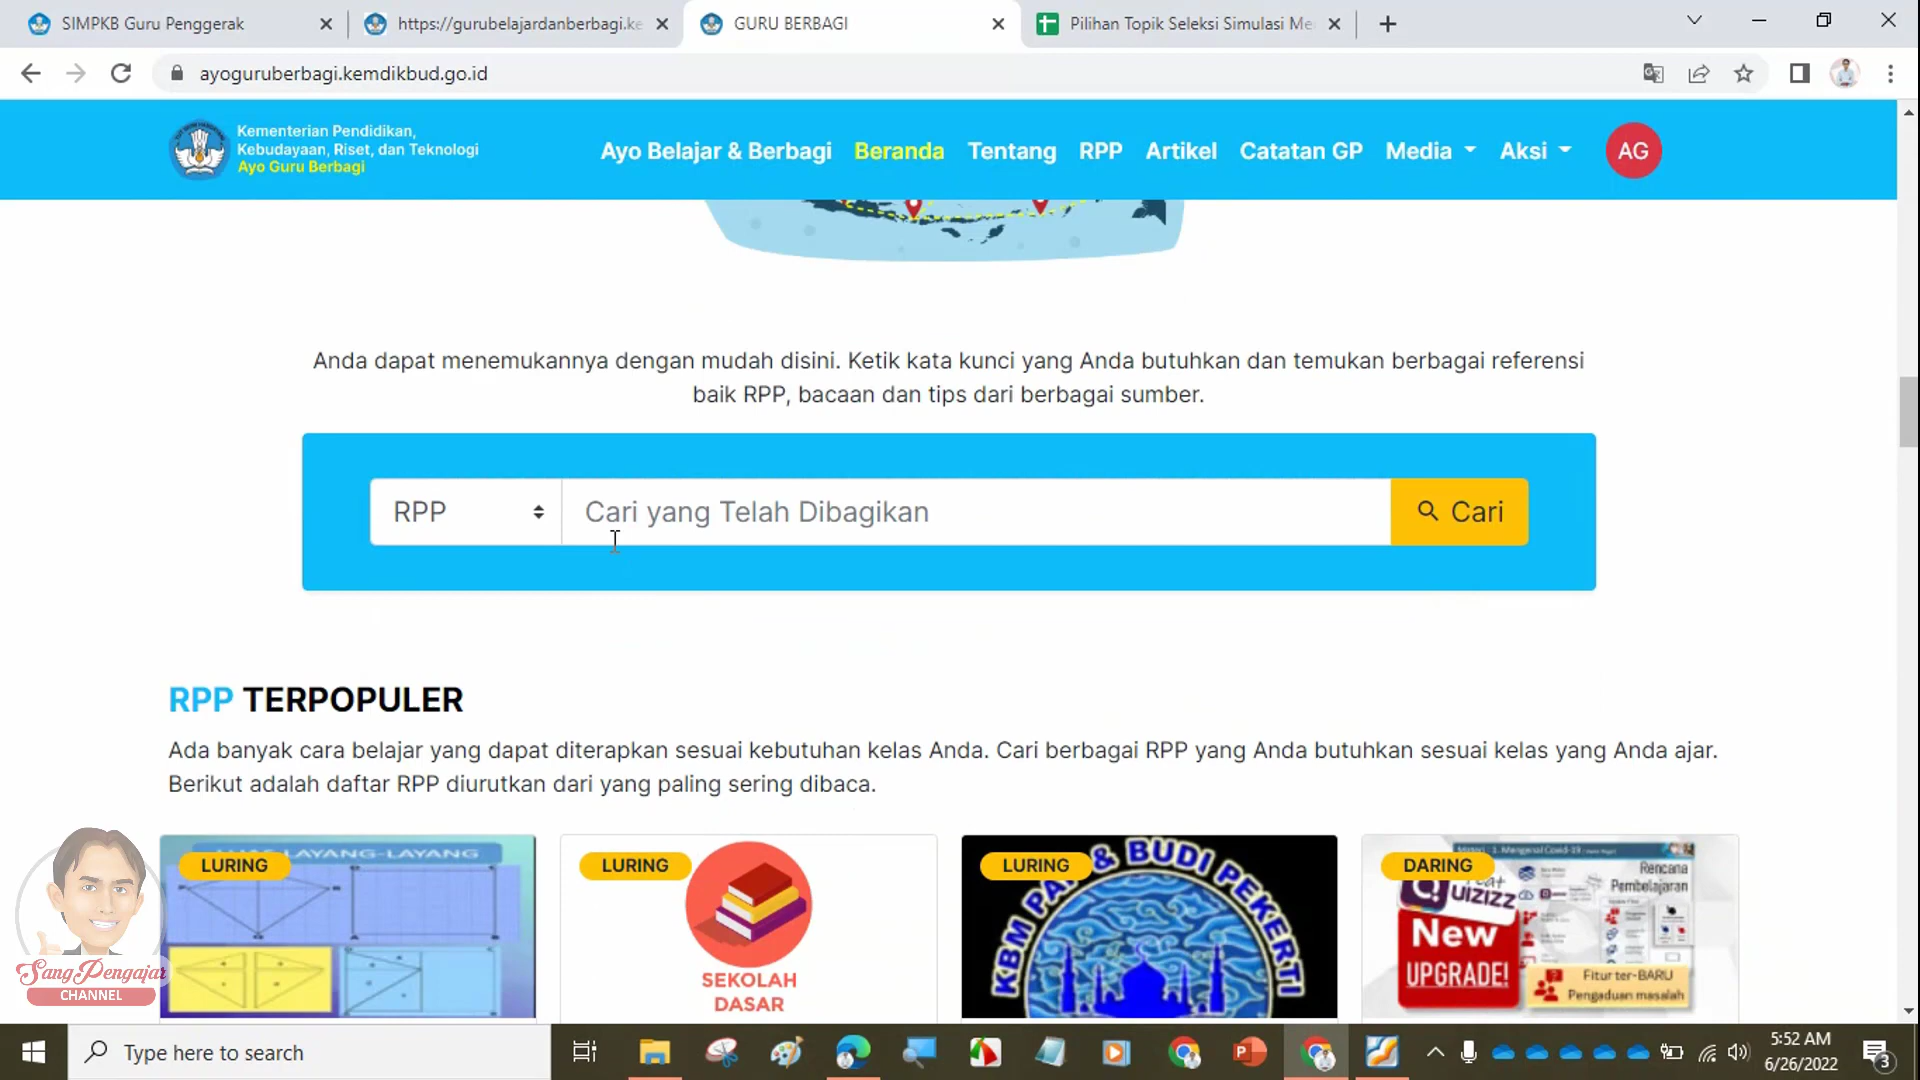 SIMPKB Guru Penggerak
https://gurubelajardanberbagi.ke
GURU BERBAGI
Pilihan Topik Seleksi Simulasi Me
ayoguruberbagi.kemdikbud.go.id
Kementerian Pendidikan,
Kebudayaan, Riset, dan Teknologi
Ayo Guru Berbagi
Ayo Belajar & Berbagi Beranda Tentang RPP Artikel Catatan GP Media Aksi AG
Anda dapat menemukannya dengan mudah disini. Ketik kata kunci yang Anda butuhkan dan temukan berbagai referensi
baik RPP, bacaan dan tips dari berbagai sumber.
RPP Cari yang Telah Dibagikan Cari
RPP TERPOPULER
Ada banyak cara belajar yang dapat diterapkan sesuai kebutuhan kelas Anda. Cari berbagai RPP yang Anda butuhkan sesuai kelas yang Anda ajar.
Berikut adalah daftar RPP diurutkan dari yang paling sering dibaca.
LURING
LAYANG-LAYANG
LURING
SEKOLAH
DASAR
LURING
KBM PAI & BUDI PEKERTI
DARING
Materi : 1. Mengenal Covid-19
Rencana
Pembelajaran
Quizizz
New
UPGRADE!
Fitur ter-BARU
Pengaduan masalah
SangPengajar
CHANNEL
Type here to search
5:52 AM
6/26/2022
3